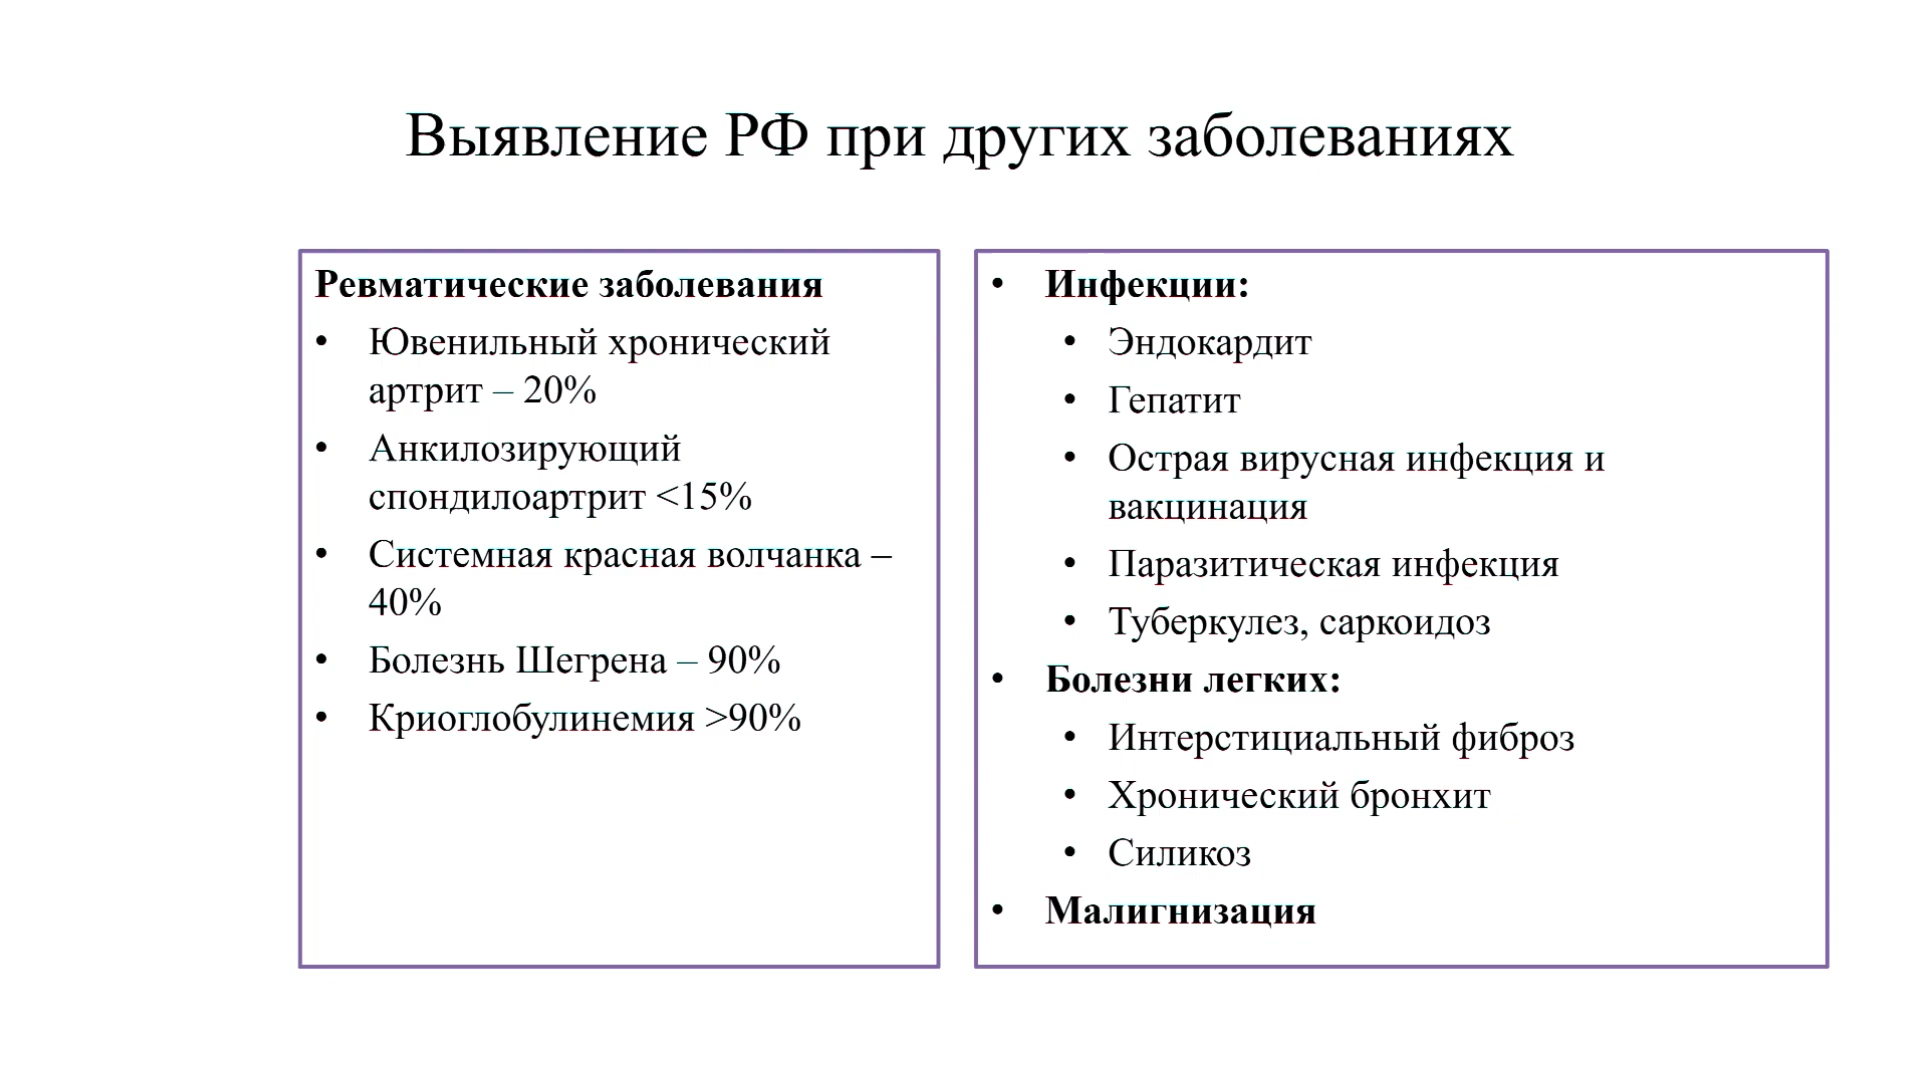 Выявление РФ при других заболеваниях
Ревматические заболевания
• Ювенильный хронический
артрит – 20%
• Анкилозирующий
спондилоартрит <15%
• Системная красная волчанка –
40%
• Болезнь Шегрена – 90%
• Криоглобулинемия >90%
• Инфекции:
• Эндокардит
• Гепатит
• Острая вирусная инфекция и
вакцинация
• Паразитическая инфекция
• Туберкулез, саркоидоз
• Болезни легких:
• Интерстициальный фиброз
• Хронический бронхит
• Силикоз
• Малигнизация